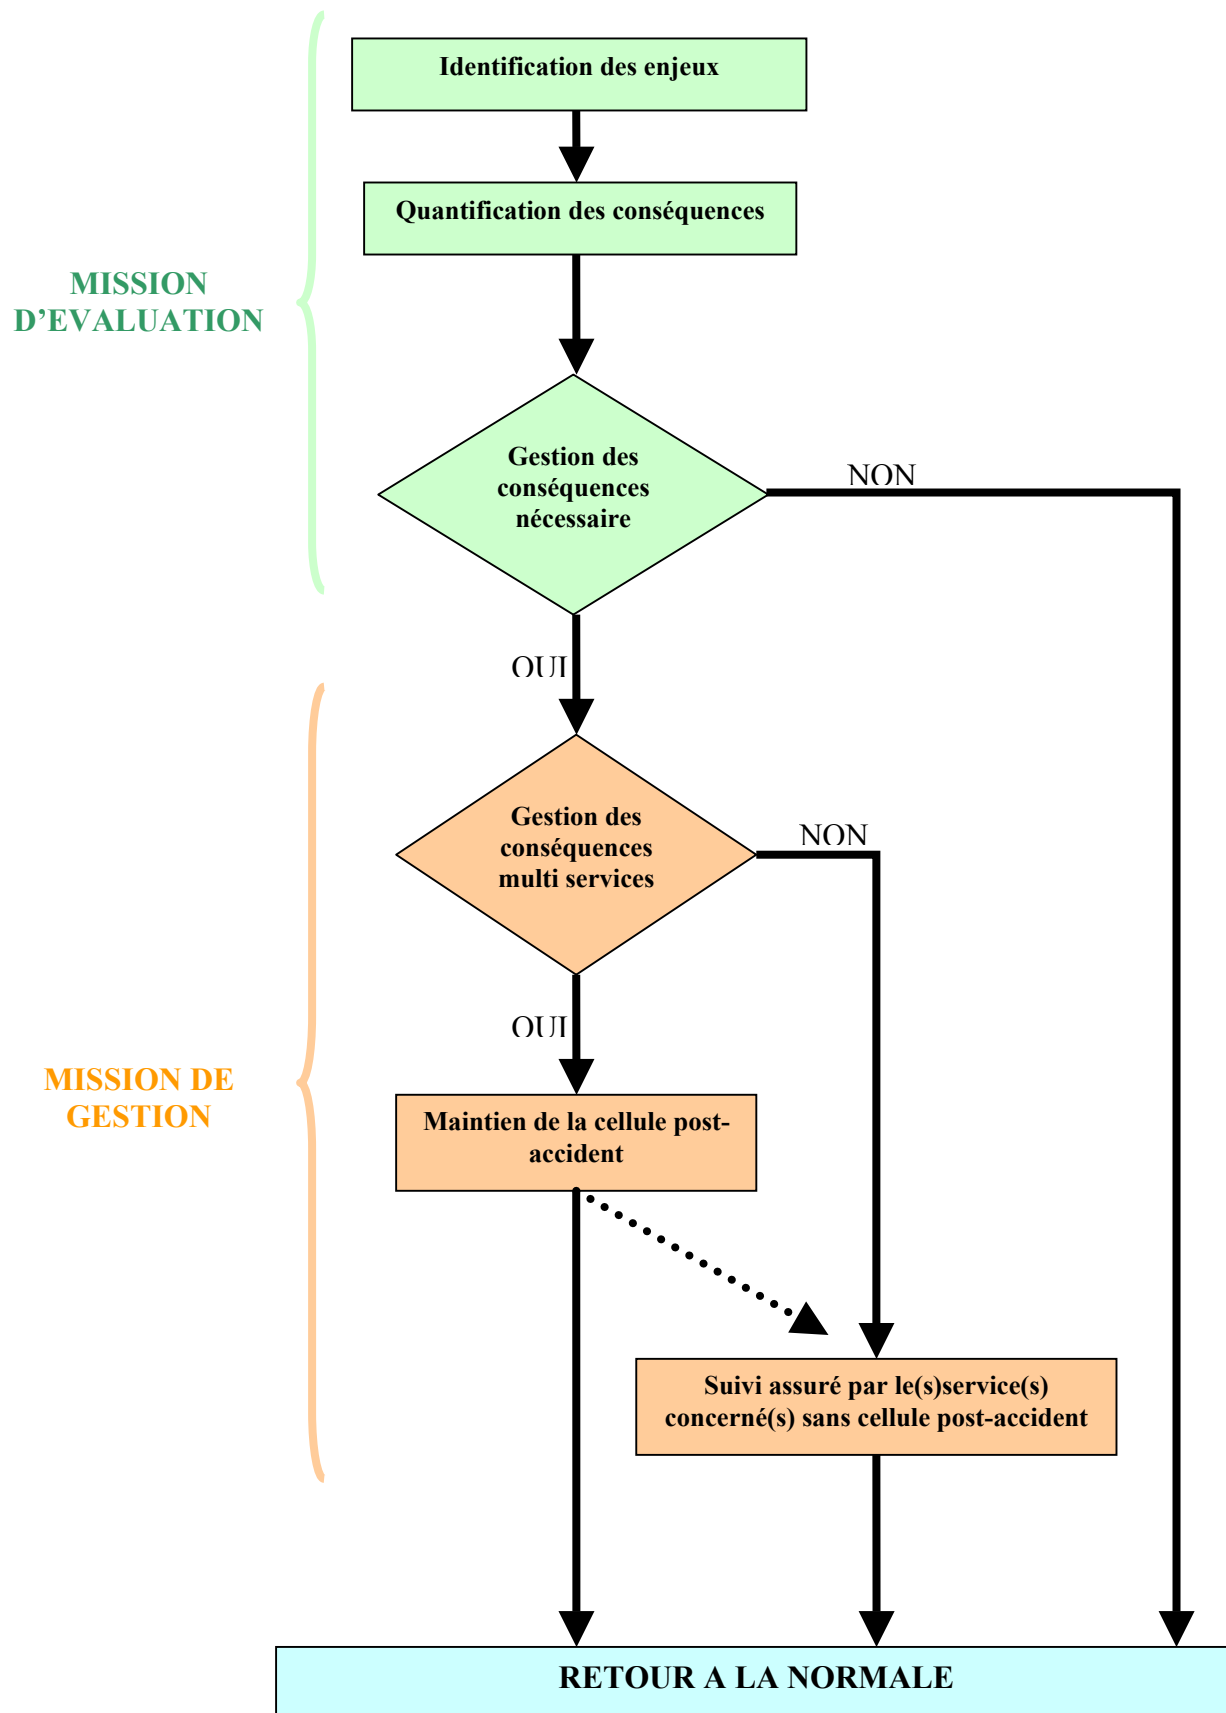 Identification des enjeux
Quantification des conséquences
MISSION
D’EVALUATION
Gestion des
conséquences
nécessaire
NON
OUI
Gestion des
conséquences
multi services
NON
OUI
MISSION DE
GESTION
Maintien de la cellule post-
accident
Suivi assuré par le(s)service(s)
concerné(s) sans cellule post-accident
RETOUR A LA NORMALE